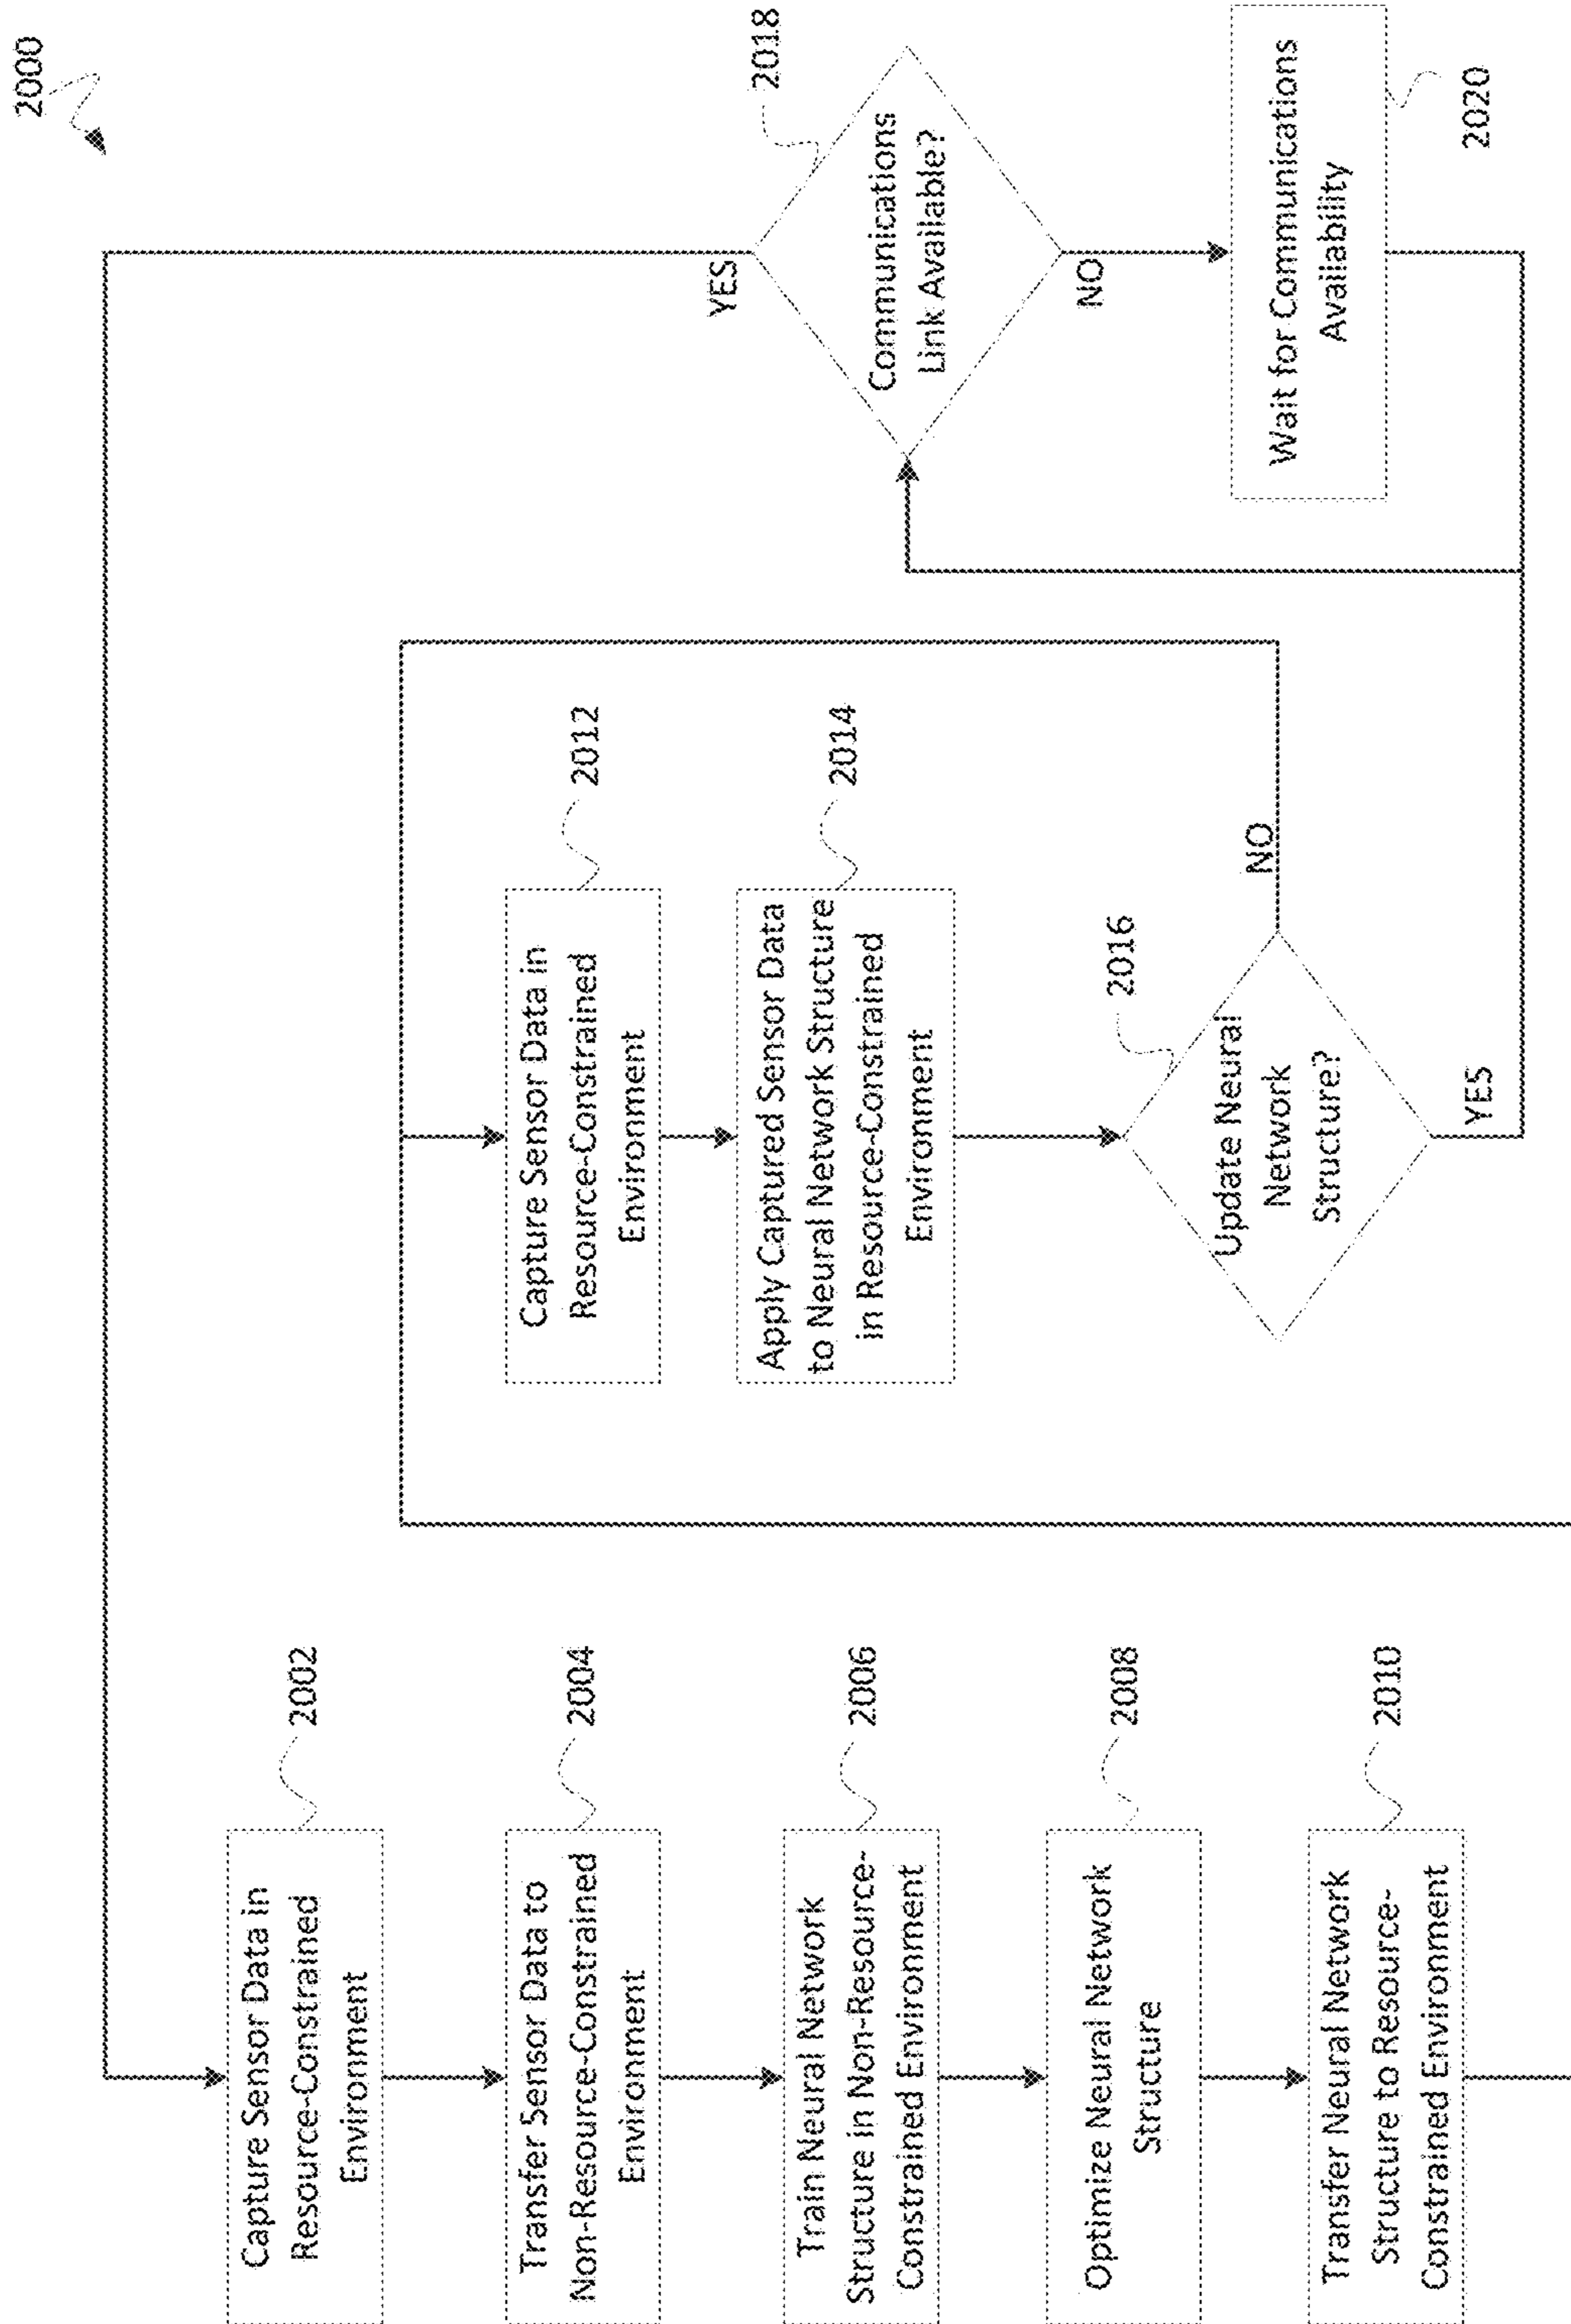 2000
Capture Sensor Data in
Resource-Constrained
Environment
2002
Transfer Sensor Data to
Non-Resource-Constrained
Environment
2004
Train Neural Network
Structure in Non-Resource-
Constrained Environment
2006
Optimize Neural Network
Structure
2008
Transfer Neural Network
Structure to Resource-
Constrained Environment
2010
Capture Sensor Data in
Resource-Constrained
Environment
2012
Apply Captured Sensor Data
to Neural Network Structure
in Resource-Constrained
Environment
2014
Update Neural
Network
Structure?
2016
NO
YES
YES
Communications
Link Available?
2018
NO
Wait for Communications
Availability
2020